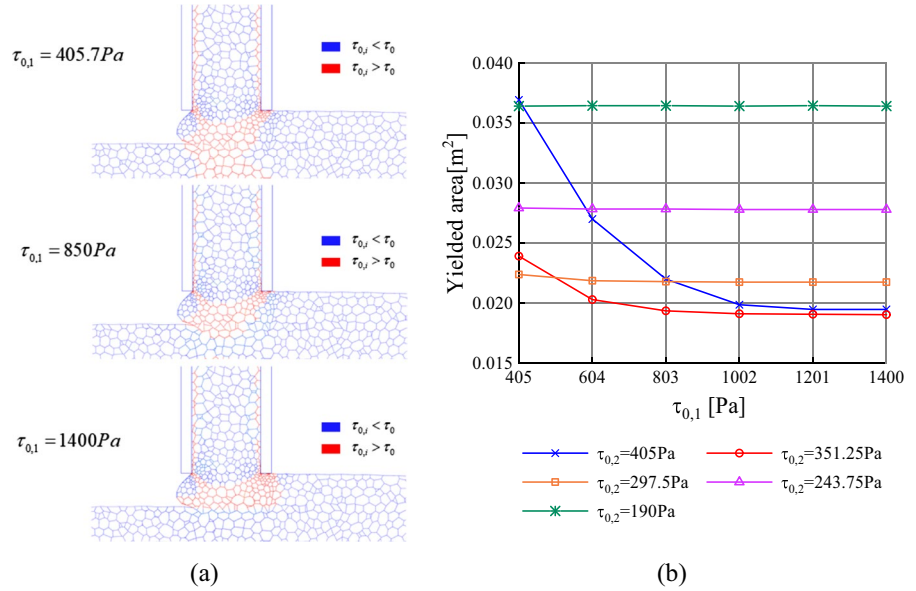 τ0,1 = 405.7Pa
τ0,i < τ0
τ0,i > τ0
τ0,1 = 850Pa
τ0,i < τ0
τ0,i > τ0
τ0,1 = 1400Pa
τ0,i < τ0
τ0,i > τ0
(a)
Yielded area[m²]
0.040
0.035
0.030
0.025
0.020
0.015
405 604 803 1002 1201 1400
τ0,1 [Pa]
τ0,2=405Pa τ0,2=351.25Pa
τ0,2=297.5Pa τ0,2=243.75Pa
τ0,2=190Pa
(b)